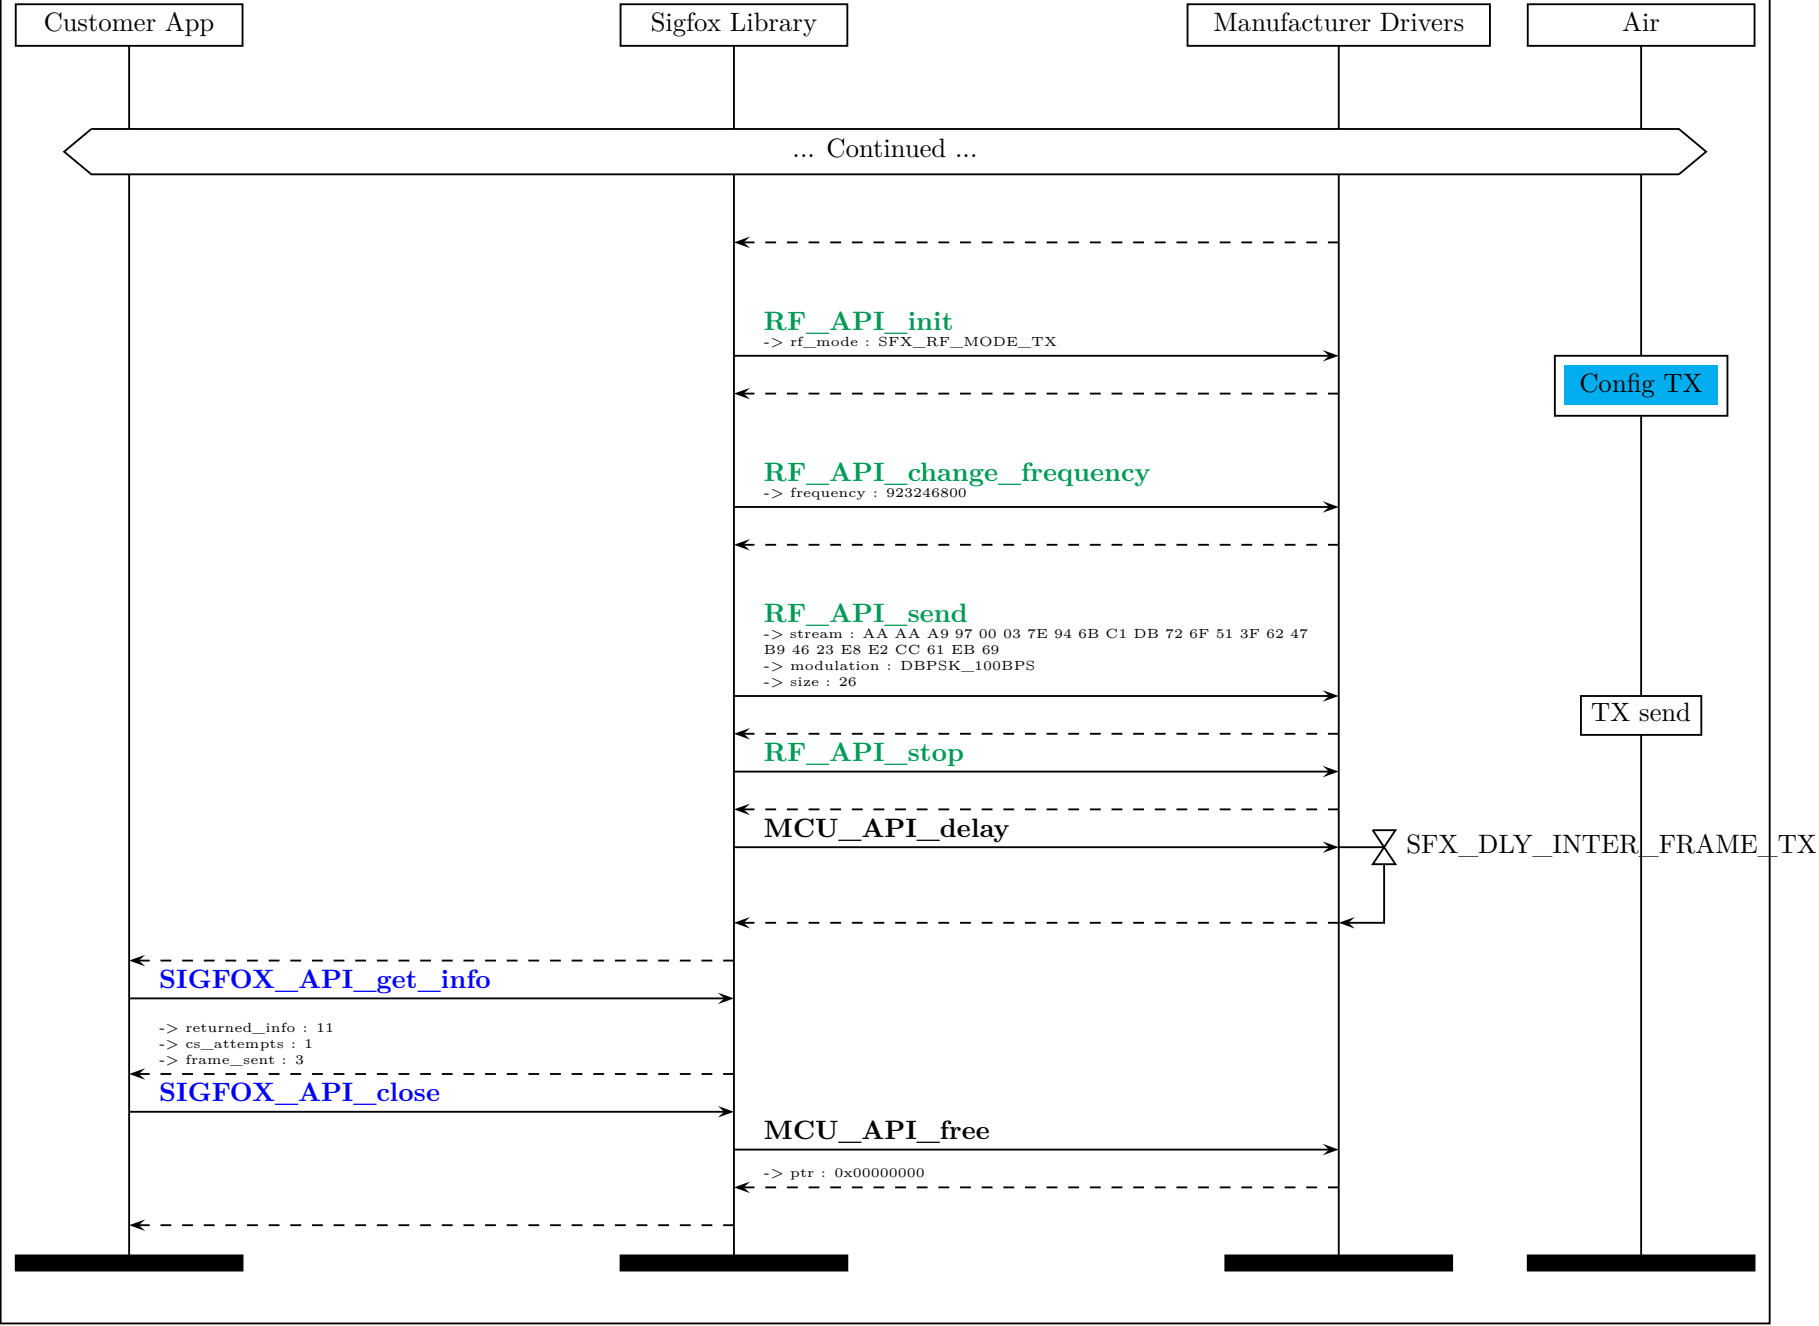 Customer App
Sigfox Library
Manufacturer Drivers
Air
... Continued ...
RF_API_init
-> rf_mode : SFX_RF_MODE_TX
Config TX
RF_API_change_frequency
-> frequency : 923246800
RF_API_send
-> stream : AA AA A9 97 00 03 7E 94 6B C1 DB 72 6F 51 3F 62 47
B9 46 23 E8 E2 CC 61 EB 69
-> modulation : DBPSK_100BPS
-> size : 26
TX send
RF_API_stop
MCU_API_delay
SFX_DLY_INTER_FRAME_TX
SIGFOX_API_get_info
-> returned_info : 11
-> cs_attempts : 1
-> frame_sent : 3
SIGFOX_API_close
MCU_API_free
-> ptr : 0x00000000